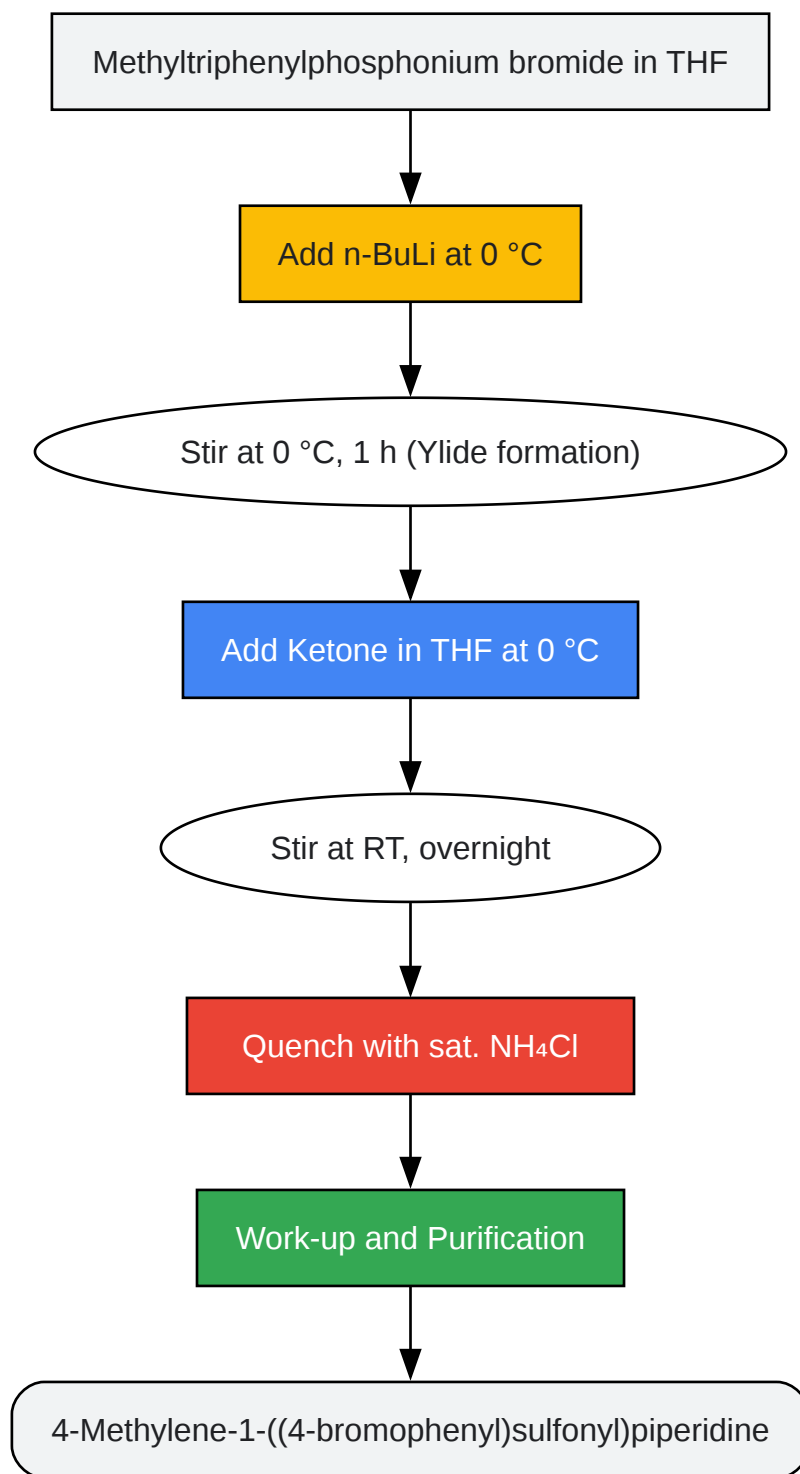 Methyltriphenylphosphonium bromide in THF
Add n-BuLi at 0 °C
Stir at 0 °C, 1 h (Ylide formation)
Add Ketone in THF at 0 °C
Stir at RT, overnight
Quench with sat. NH₄Cl
Work-up and Purification
4-Methylene-1-((4-bromophenyl)sulfonyl)piperidine